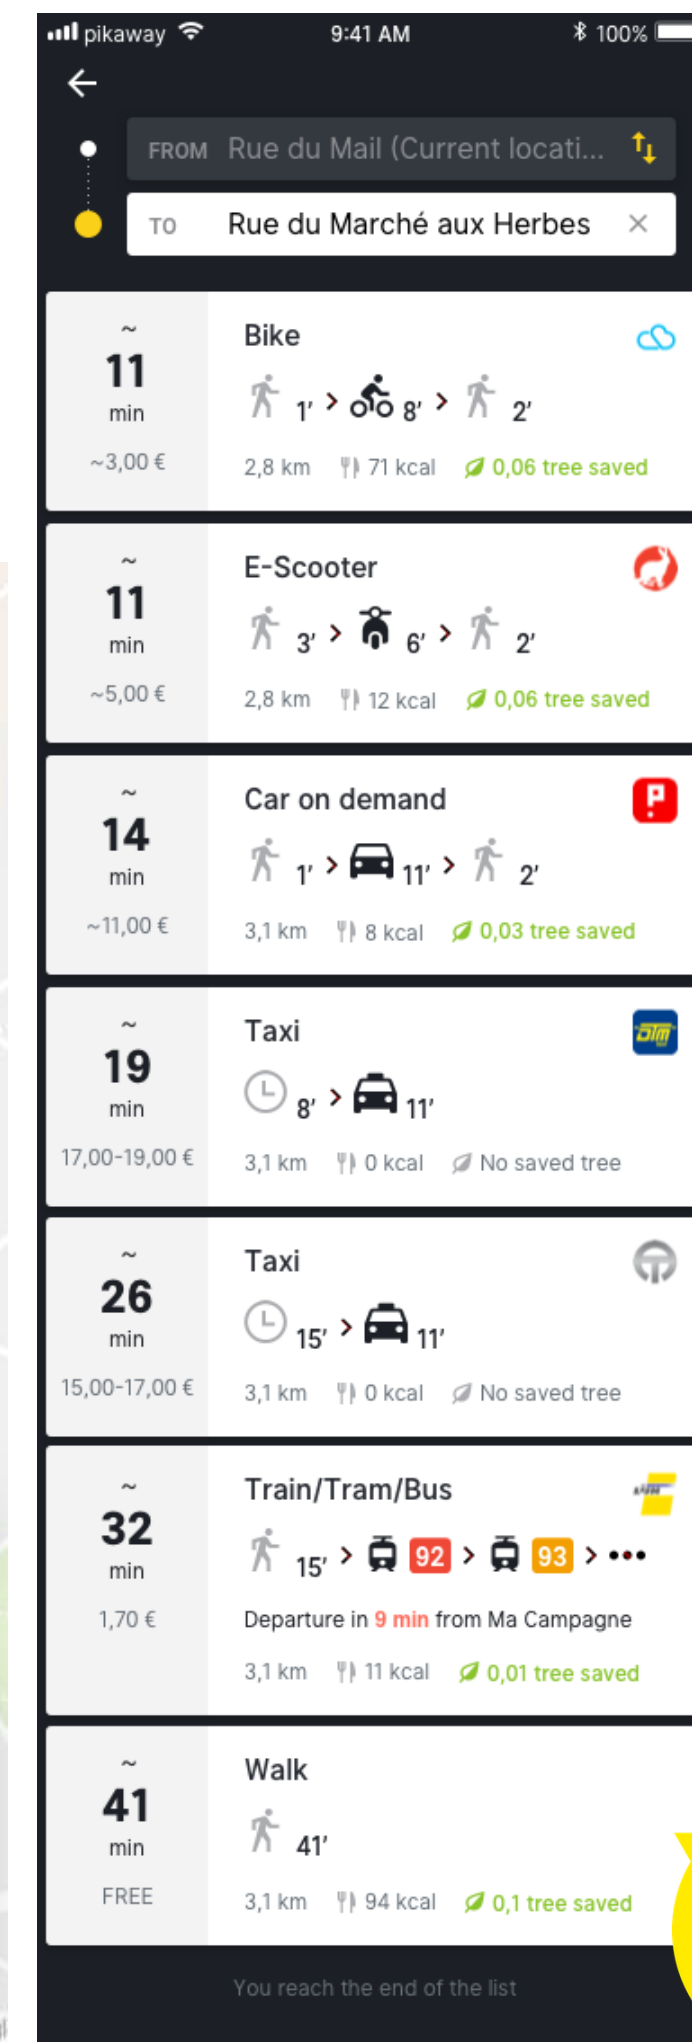 pikaway 9:41 AM 100%
FROM Rue du Mail (Current locati...
TO Rue du Marché aux Herbes ×
~
11
min
~3,00 €
Bike
1' > 8' > 2'
2,8 km 71 kcal 0,06 tree saved
~
11
min
~5,00 €
E-Scooter
3' > 6' > 2'
2,8 km 12 kcal 0,06 tree saved
~
14
min
~11,00 €
Car on demand
P
1' > 11' > 2'
3,1 km 8 kcal 0,03 tree saved
~
19
min
17,00-19,00 €
Taxi
DTM
8' > 11'
3,1 km 0 kcal No saved tree
~
26
min
15,00-17,00 €
Taxi
15' > 11'
3,1 km 0 kcal No saved tree
~
32
min
1,70 €
Train/Tram/Bus
15' > 92 > 93 > •••
Departure in 9 min from Ma Campagne
3,1 km 11 kcal 0,01 tree saved
~
41
min
FREE
Walk
41'
3,1 km 94 kcal 0,1 tree saved
You reach the end of the list